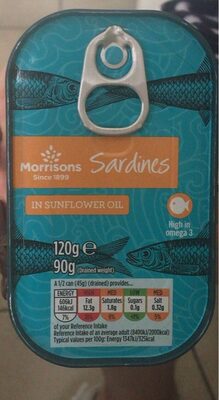 Morrisons
Since 1899
Sardines
IN SUNFLOWER OIL
High in
omega 3
120g e
90g (drained weight)
A 1/2 can (45g) (drained) provides...
ENERGY HIGH MED LOW MED
606kJ Fat Saturates Sugars Salt
146kcal 12.3g 1.8g 0.1g 0.32g
7% 9% 5%
of your Reference Intake
Reference Intake of an average adult (8400kJ/2000kcal)
Typical values per 100g: Energy 1347kJ/325kcal